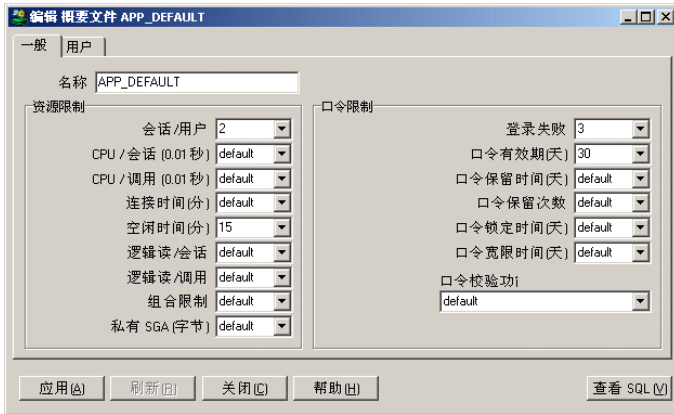 编辑 概要文件 APP_DEFAULT
一般 用户
名称 APP_DEFAULT
资源限制
会话/用户 2
CPU / 会话 (0.01 秒) default
CPU / 调用 (0.01 秒) default
连接时间(分) default
空闲时间(分) 15
逻辑读/会话 default
逻辑读/调用 default
组合限制 default
私有 SGA (字节) default
口令限制
登录失败 3
口令有效期(天) 30
口令保留时间(天) default
口令保留次数 default
口令锁定时间(天) default
口令宽限时间(天) default
口令校验功
default
应用(A) 刷新(R) 关闭(C) 帮助(H) 查看 SQL(V)